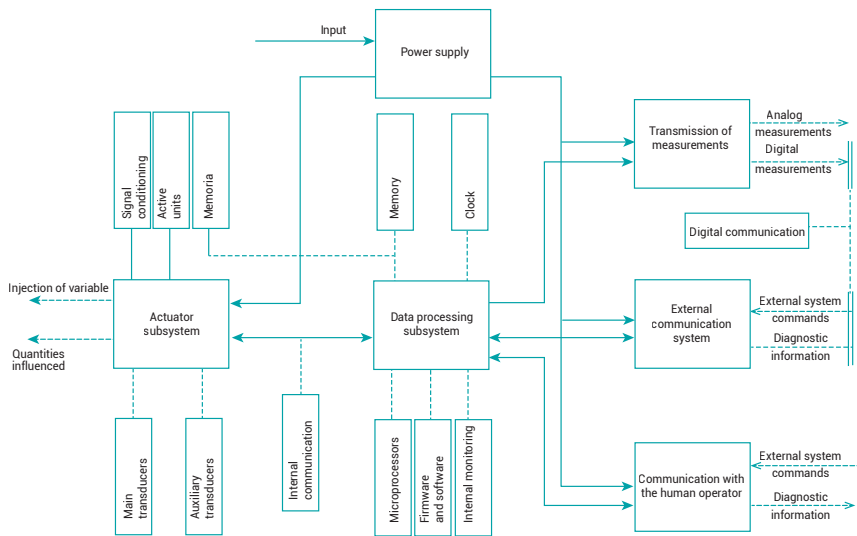 Input
Power supply
Signal
conditioning
Active
units
Memoria
Memory
Clock
Transmission of
measurements
Analog
measurements
Digital
measurements
Digital communication
Injection of variable
Quantities
influenced
Actuator
subsystem
Data processing
subsystem
External
communication
system
External system
commands
Diagnostic
information
Main
transducers
Auxiliary
transducers
Internal
communication
Microprocessors
Firmware
and software
Internal monitoring
Communication with
the human operator
External system
commands
Diagnostic
information